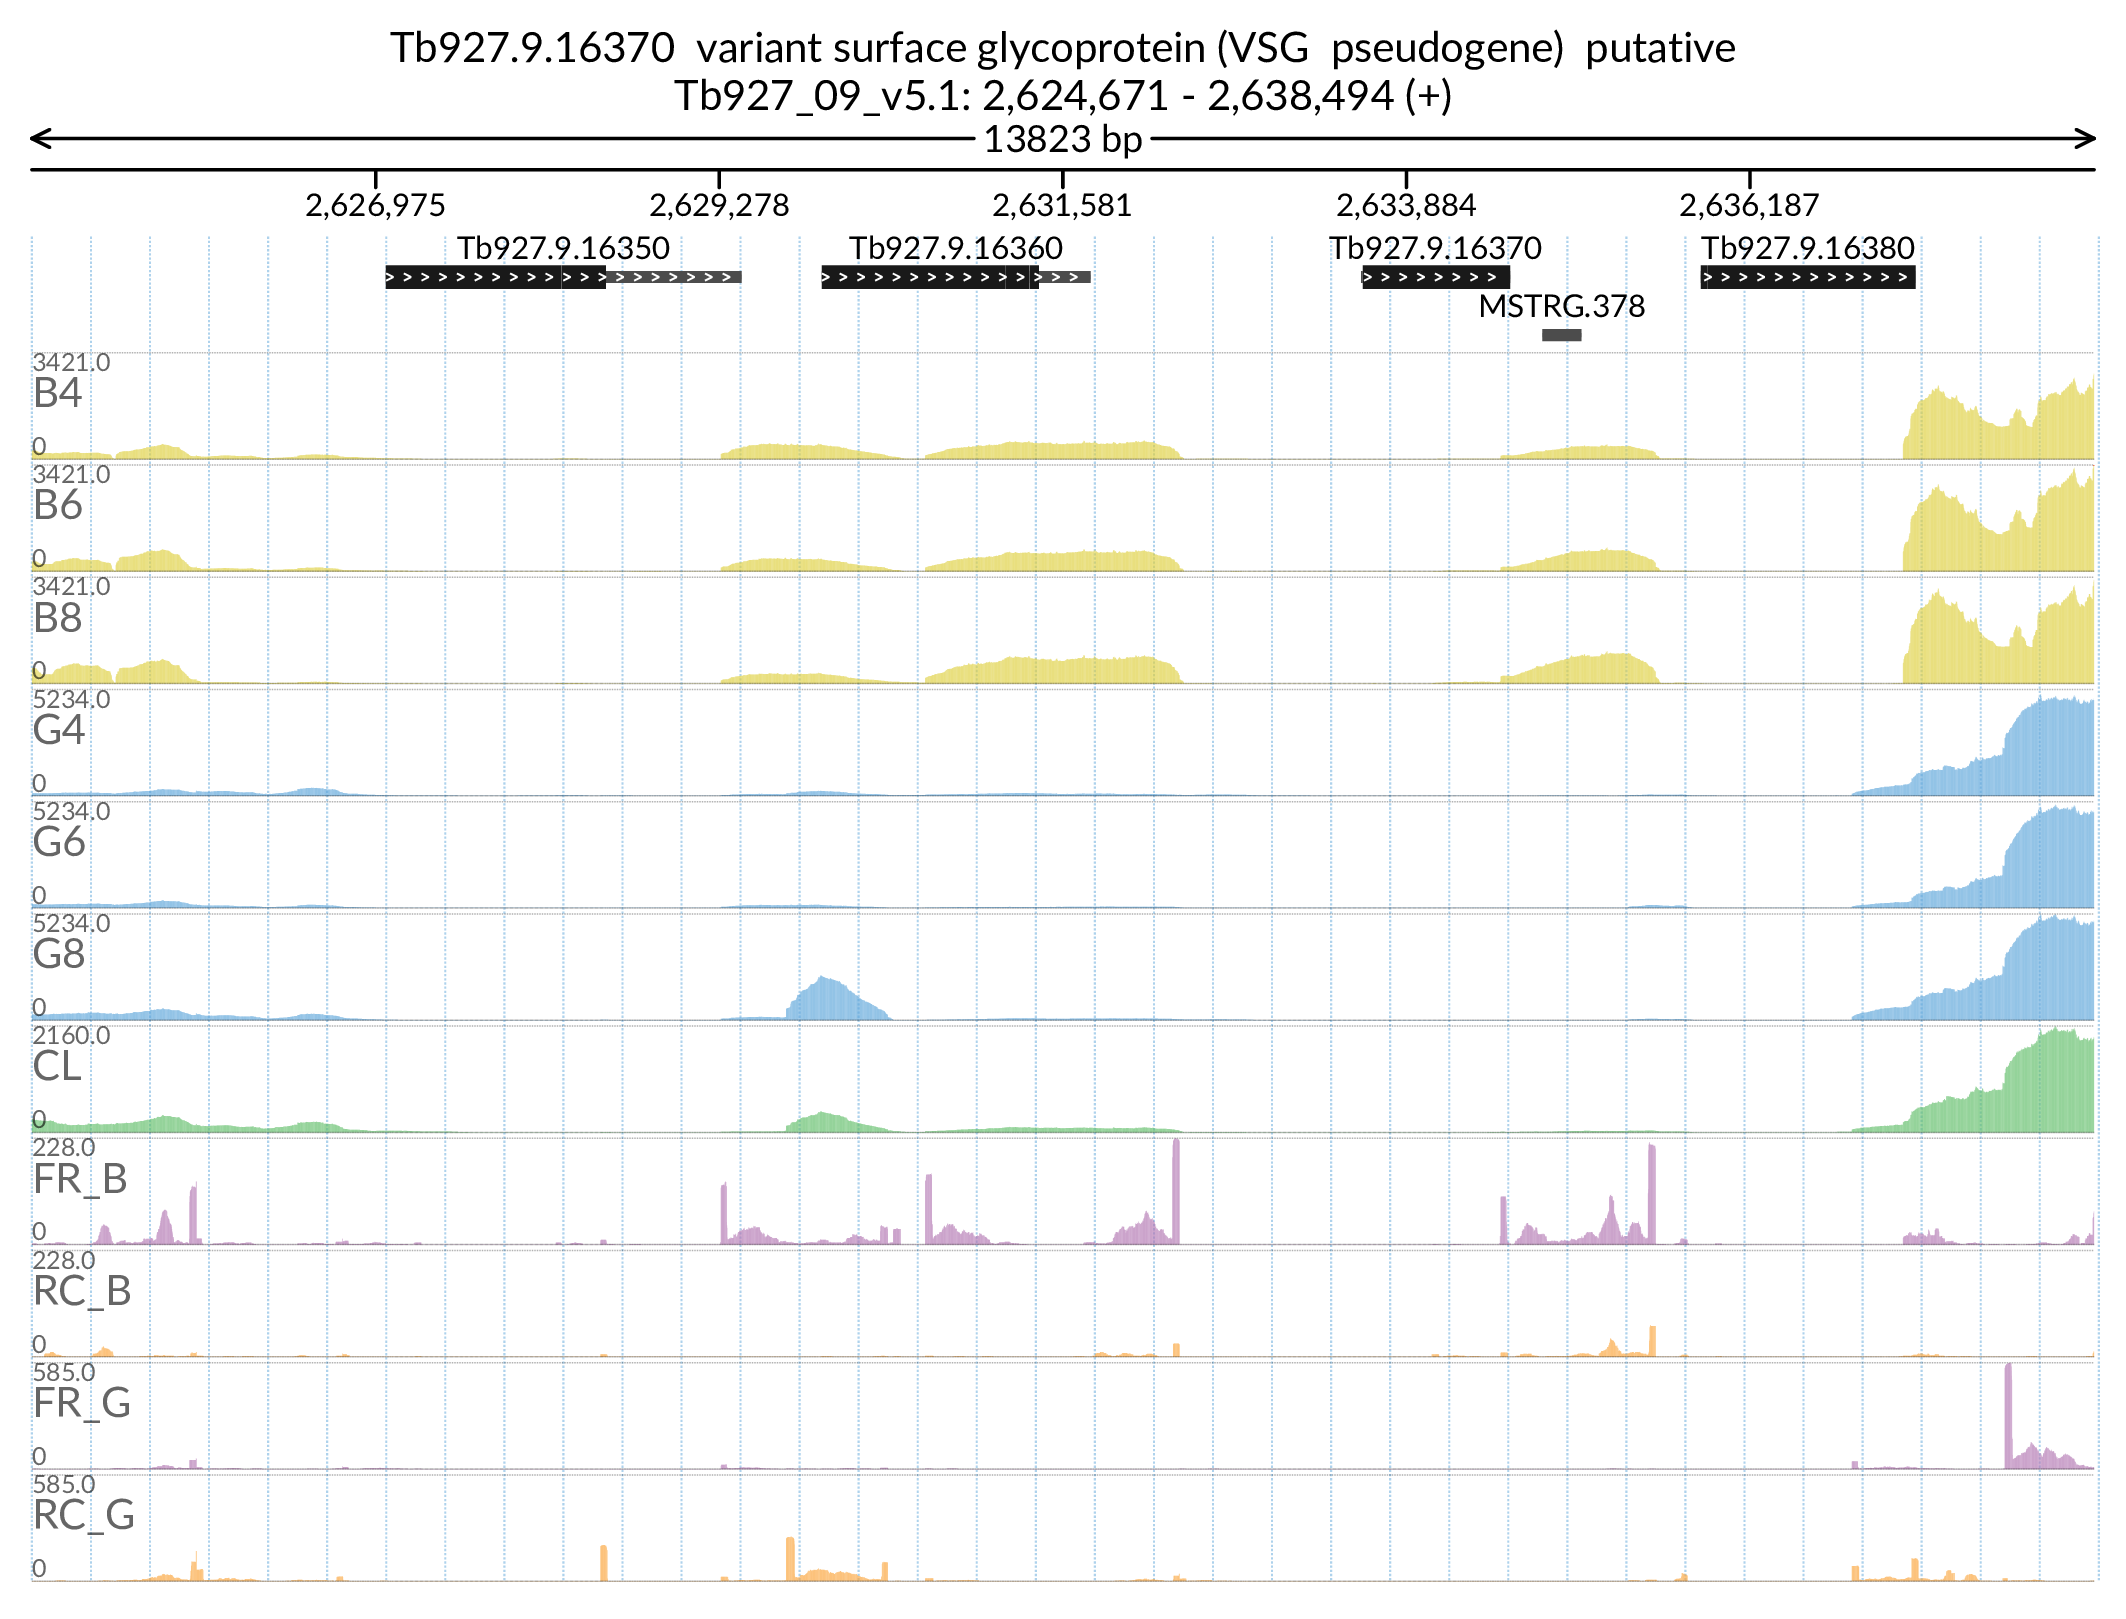 Tb927.9.16370 variant surface glycoprotein (VSG pseudogene) putative
Tb927_09_v5.1: 2,624,671 - 2,638,494 (+)
13823 bp
2,626,975 2,629,278 2,631,581 2,633,884 2,636,187
Tb927.9.16350 Tb927.9.16360 Tb927.9.16370 Tb927.9.16380
MSTRG.378
3421.0
B4
0
3421.0
B6
0
3421.0
B8
0
5234.0
G4
0
5234.0
G6
0
5234.0
G8
0
2160.0
CL
0
228.0
FR_B
0
228.0
RC_B
0
585.0
FR_G
0
585.0
RC_G
0